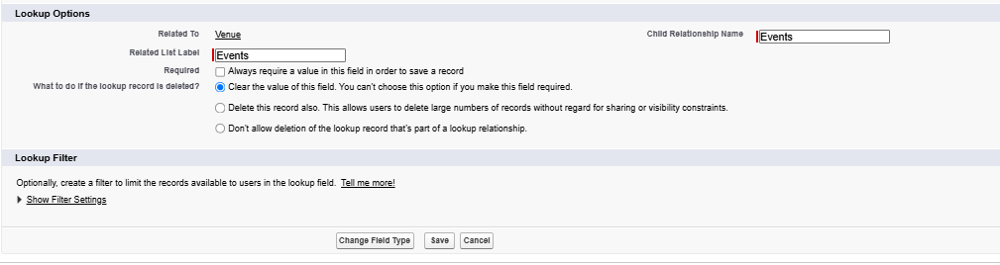 Lookup Options
Related To Venue Child Relationship Name Events
Related List Label Events
Required Always require a value in this field in order to save a record
What to do if the lookup record is deleted? Clear the value of this field. You can't choose this option if you make this field required.
Delete this record also. This allows users to delete large numbers of records without regard for sharing or visibility constraints.
Don't allow deletion of the lookup record that's part of a lookup relationship.
Lookup Filter
Optionally, create a filter to limit the records available to users in the lookup field. Tell me more!
Show Filter Settings
Change Field Type Save Cancel